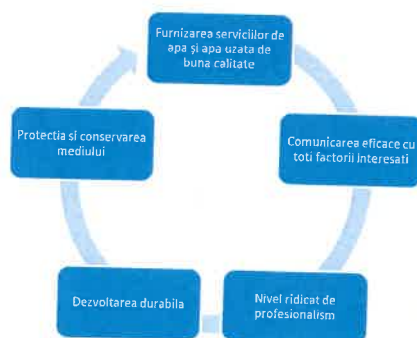 Furnizarea serviciilor de
apa și apa uzata de
buna calitate
Comunicarea eficace cu
toti factorii interesati
Nivel ridicat de
profesionalism
Dezvoltarea durabila
Protectia si conservarea
mediului